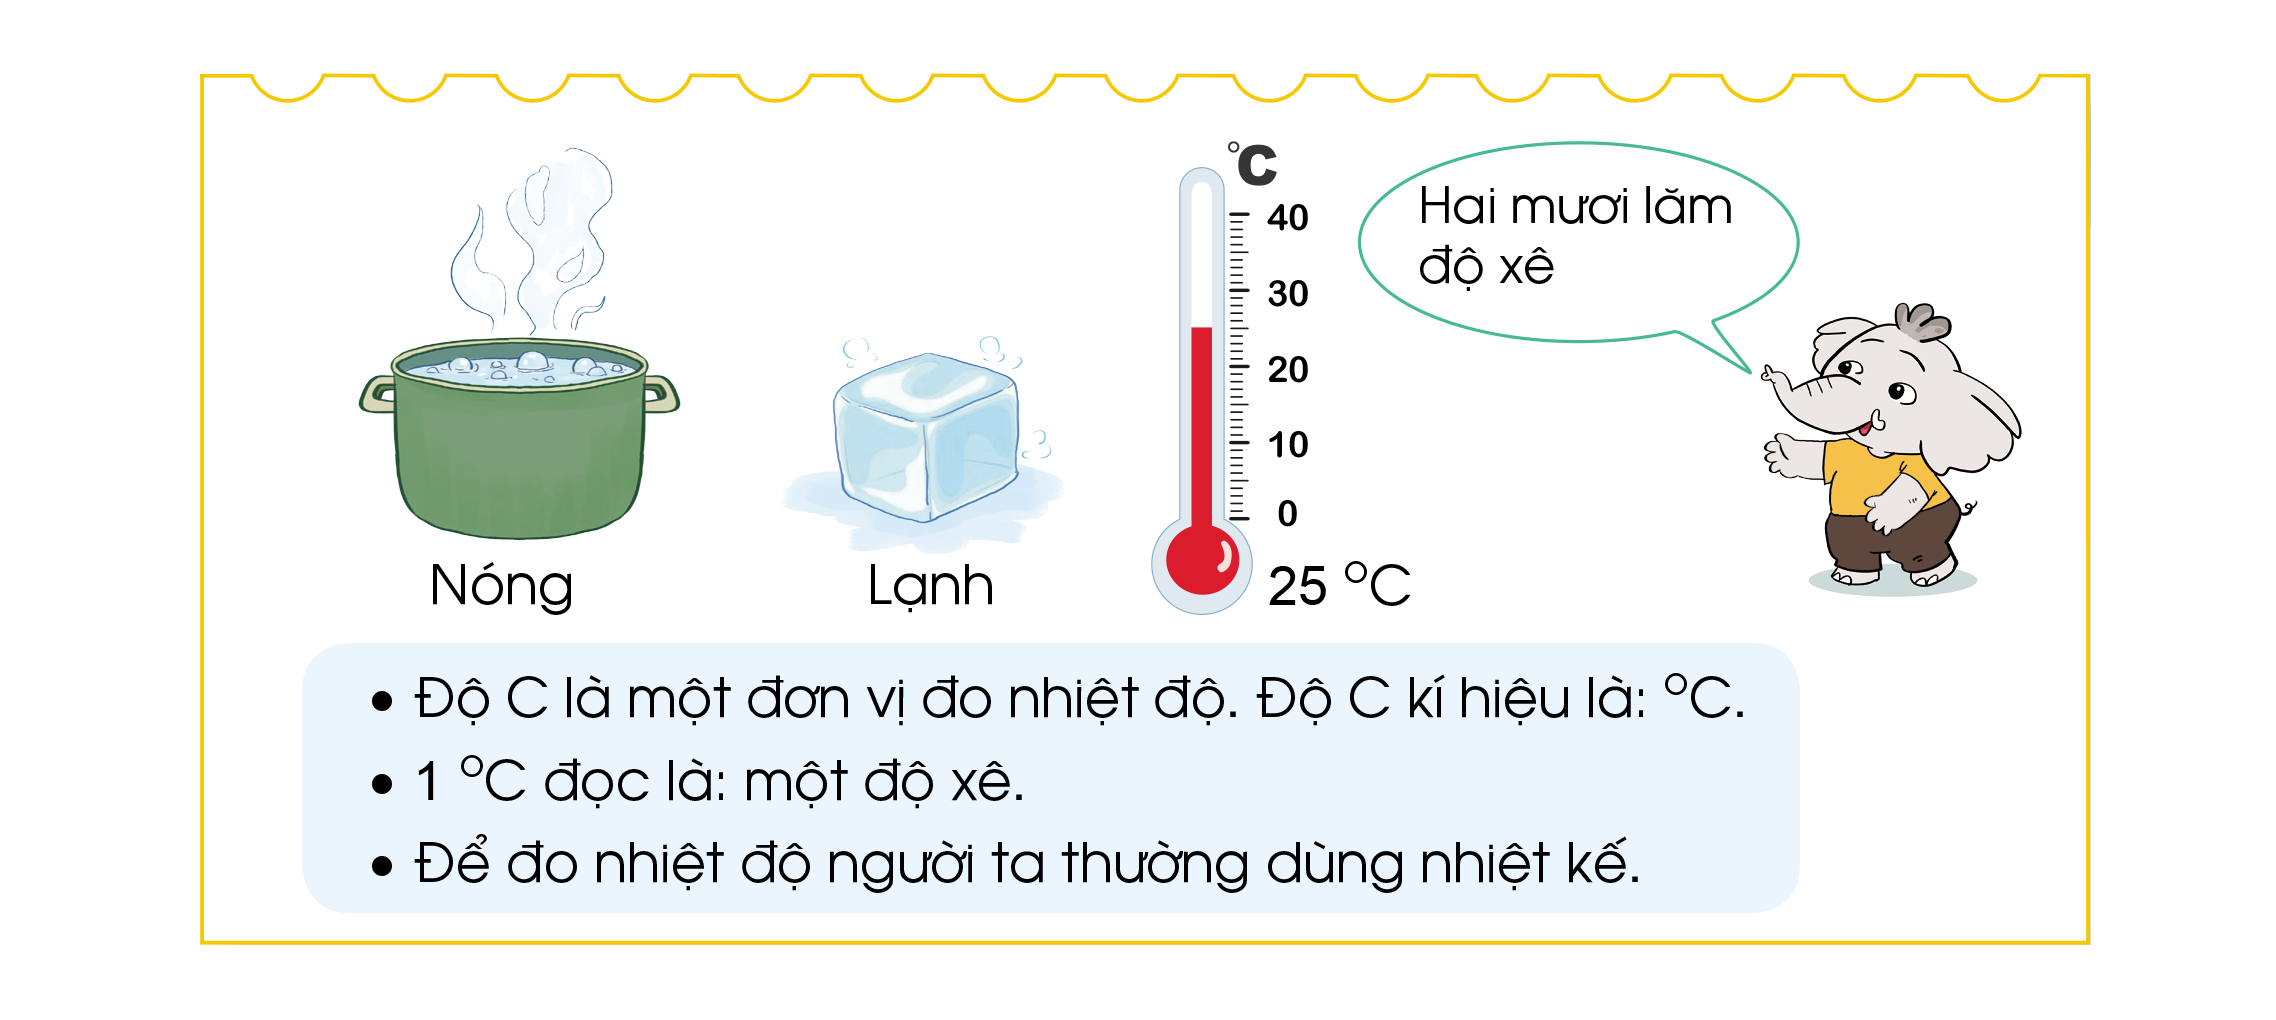 °C
40
30
20
10
0
25 °C
Hai mươi lăm
độ xê
Nóng
Lạnh
• Độ C là một đơn vị đo nhiệt độ. Độ C kí hiệu là: °C.
• 1 °C đọc là: một độ xê.
• Để đo nhiệt độ người ta thường dùng nhiệt kế.